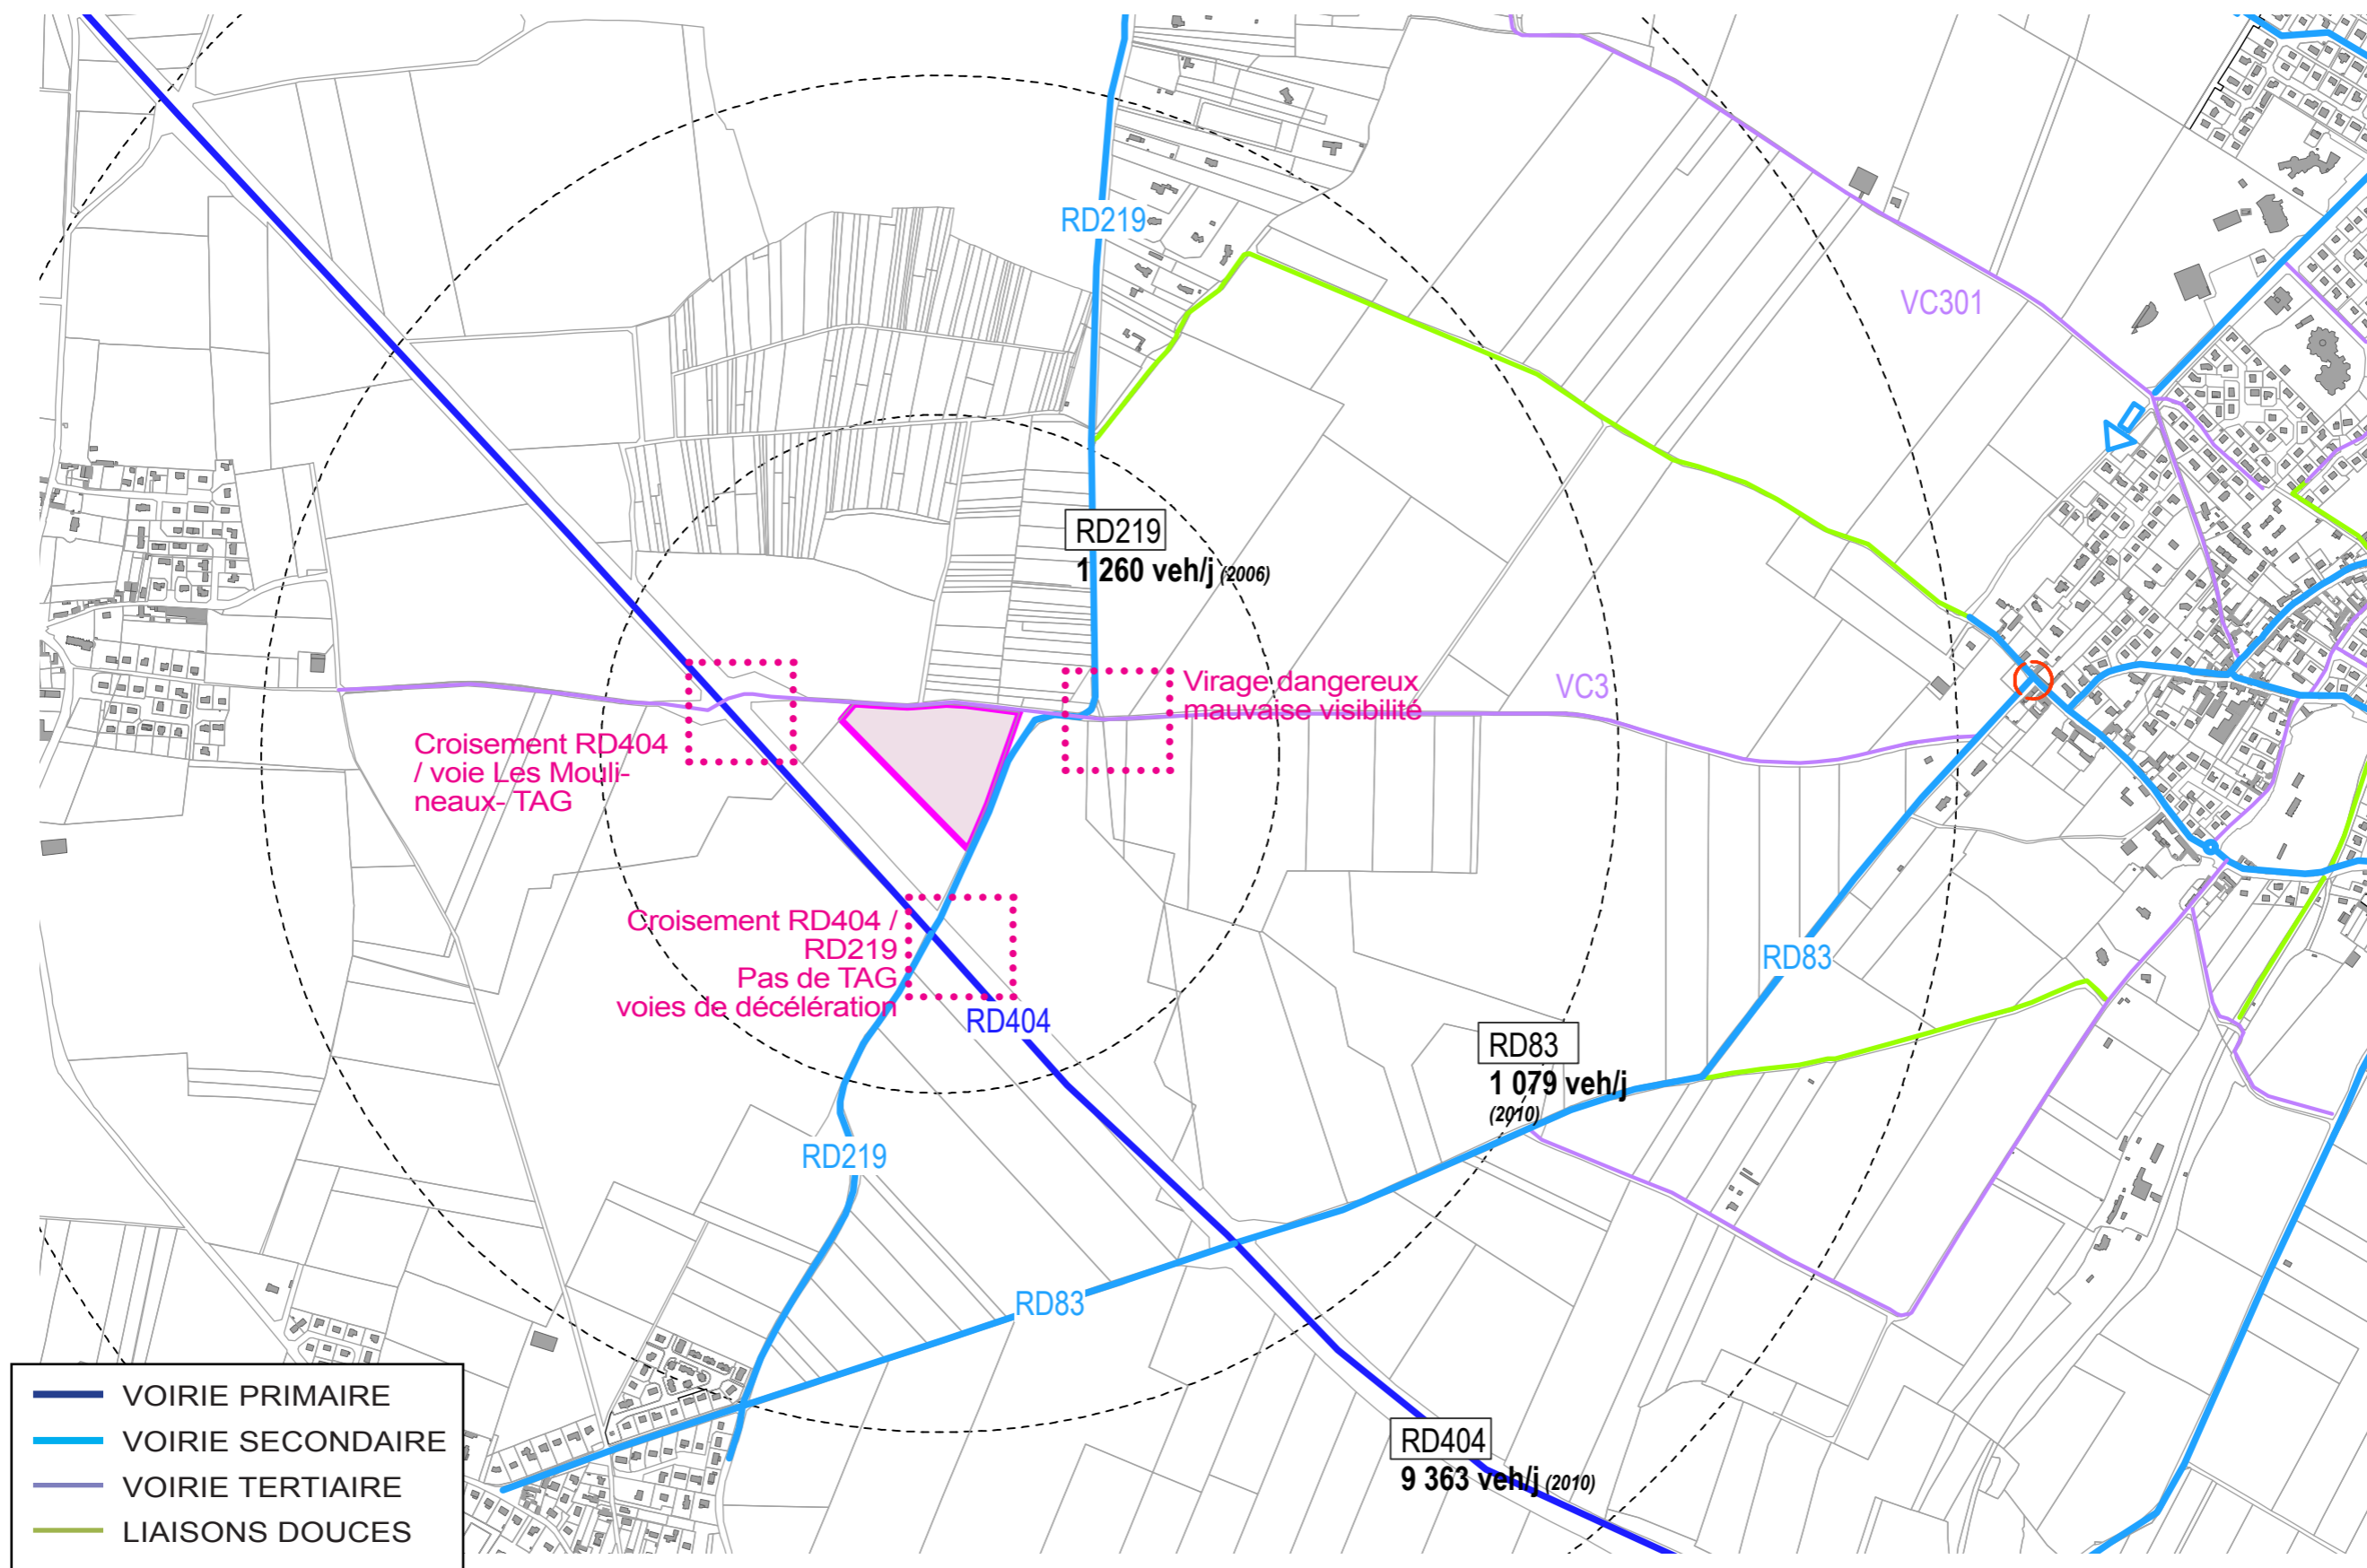 RD219
VC301
RD219
1 260 veh/j (2006)
Virage dangereux
mauvaise visibilité
VC3
Croisement RD404
/ voie Les Mouli-
neaux- TAG
Croisement RD404 /
RD219
Pas de TAG
voies de décélération
RD83
RD404
RD83
1 079 veh/j
(2010)
RD219
RD83
RD404
9 363 veh/j (2010)
VOIRIE PRIMAIRE
VOIRIE SECONDAIRE
VOIRIE TERTIAIRE
LIAISONS DOUCES